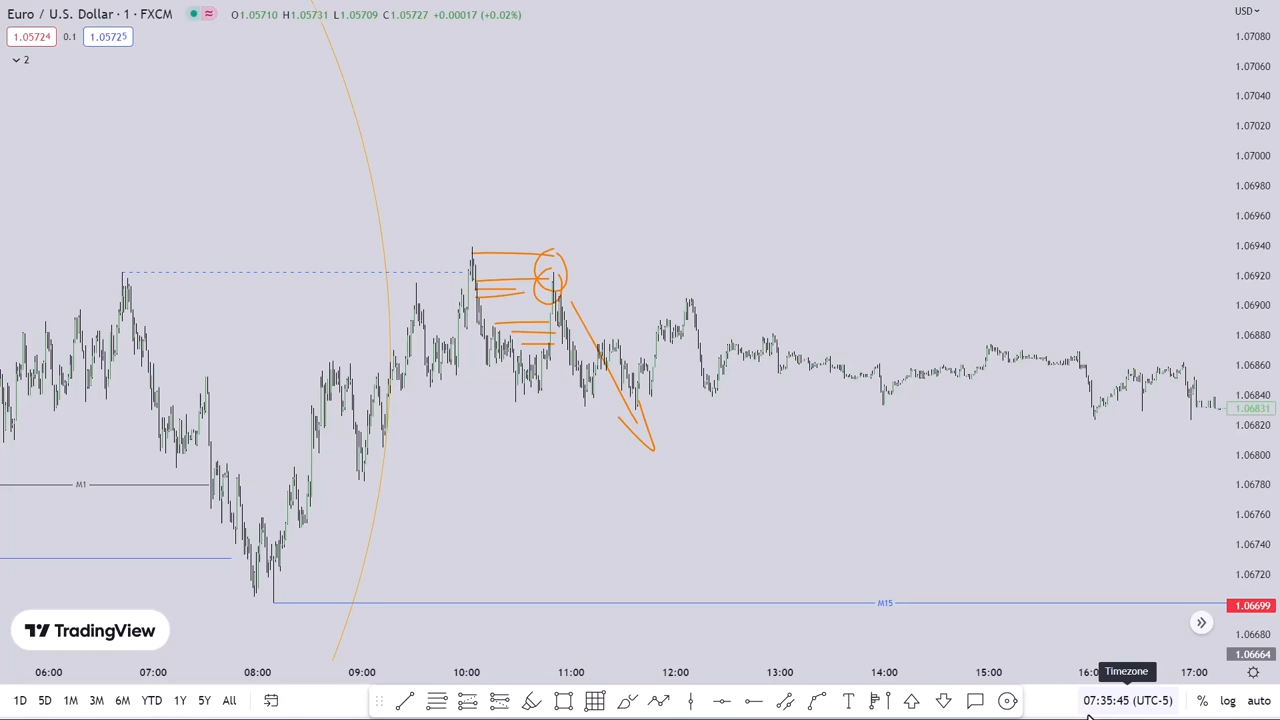 Euro / U.S. Dollar · 1 · FXCM O1.05710 H1.05731 L1.05709 C1.05727 +0.00017 (+0.02%)
USD
1.05724 0.1 1.05725
2
1.07080
1.07060
1.07040
1.07020
1.07000
1.06980
1.06960
1.06940
1.06920
1.06900
1.06880
1.06860
1.06840
1.06831
1.06820
1.06800
M1
1.06780
1.06760
1.06740
1.06720
M15
1.06699
1.06680
1.06664
TradingView
06:00 07:00 08:00 09:00 10:00 11:00 12:00 13:00 14:00 15:00 16:0 17:00
Timezone
1D 5D 1M 3M 6M YTD 1Y 5Y All
07:35:45 (UTC-5) % log auto